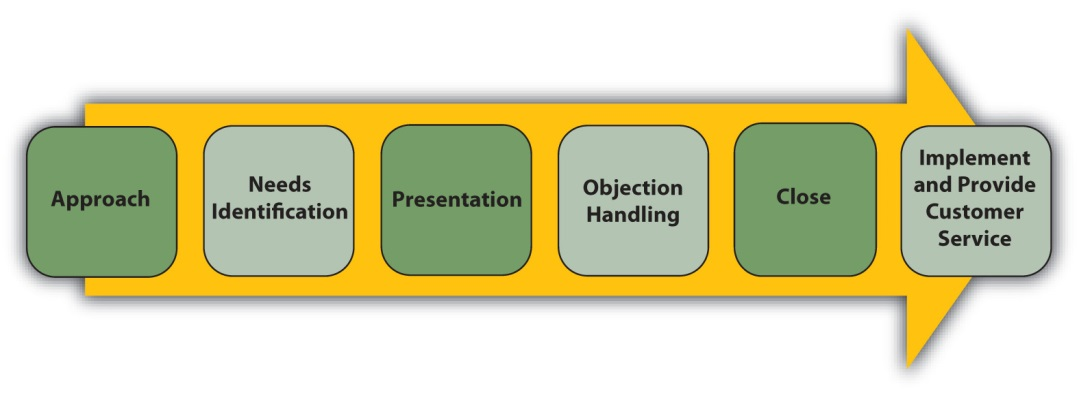 Approach
Needs
Identification
Presentation
Objection
Handling
Close
Implement
and Provide
Customer
Service